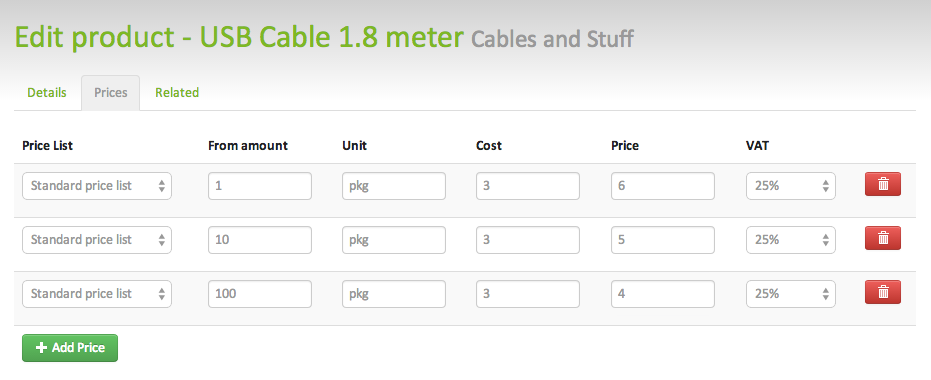 Edit product - USB Cable 1.8 meter Cables and Stuff
Details Prices Related
Price List From amount Unit Cost Price VAT
Standard price list 1 pkg 3 6 25%
Standard price list 10 pkg 3 5 25%
Standard price list 100 pkg 3 4 25%
Add Price